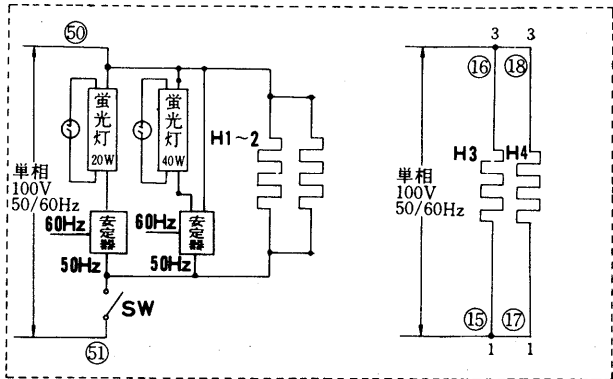 ㊿
蛍光灯
20W
蛍光灯
40W
H1~2
単相
100V
50/60Hz
60Hz
安定器
50Hz
60Hz
安定器
50Hz
SW
51
3 3
⑯ ⑱
H3 H4
単相
100V
50/60Hz
⑮ ⑰
1 1